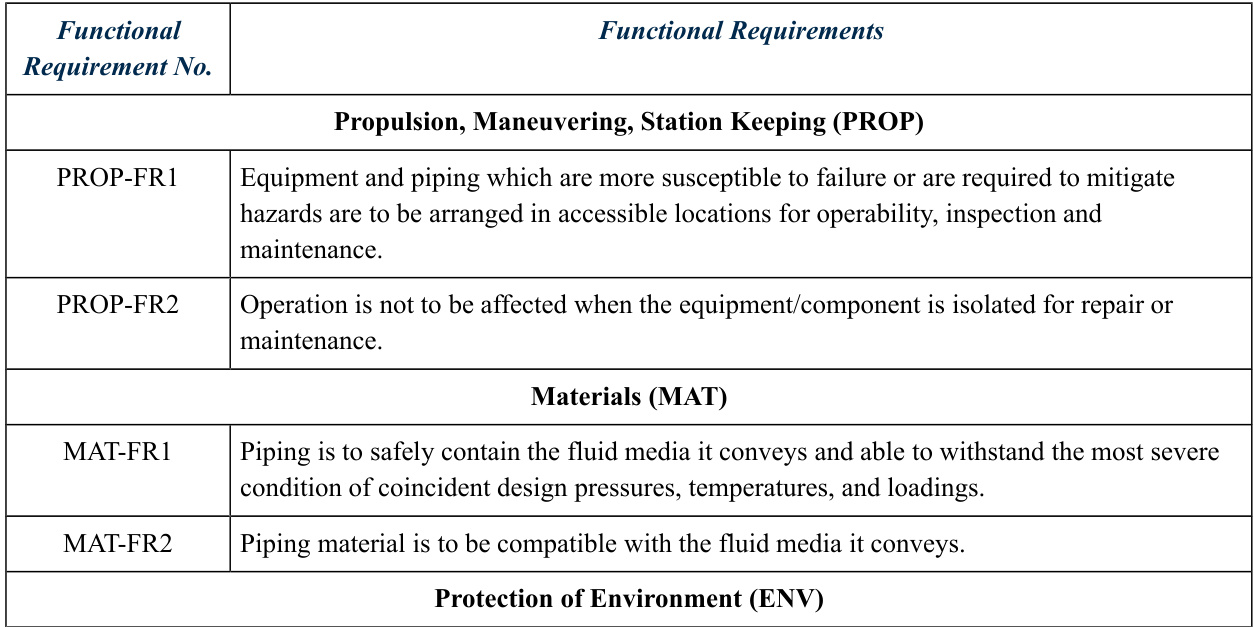 Functional
Requirement No.
Functional Requirements
Propulsion, Maneuvering, Station Keeping (PROP)
PROP-FR1
Equipment and piping which are more susceptible to failure or are required to mitigate
hazards are to be arranged in accessible locations for operability, inspection and
maintenance.
PROP-FR2
Operation is not to be affected when the equipment/component is isolated for repair or
maintenance.
Materials (MAT)
MAT-FR1
Piping is to safely contain the fluid media it conveys and able to withstand the most severe
condition of coincident design pressures, temperatures, and loadings.
MAT-FR2
Piping material is to be compatible with the fluid media it conveys.
Protection of Environment (ENV)